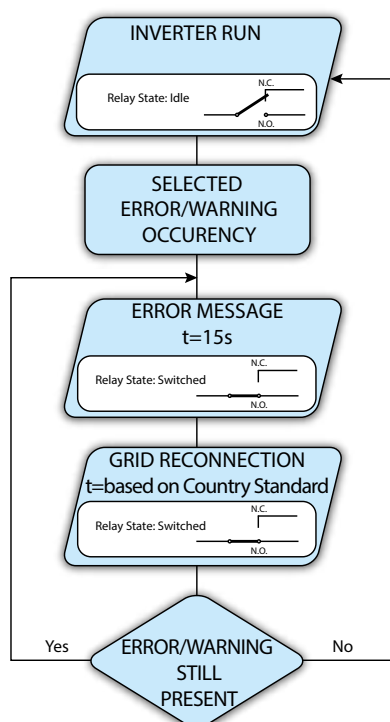 INVERTER RUN
N.C.
Relay State: Idle
N.O.
SELECTED
ERROR/WARNING
OCCURENCY
ERROR MESSAGE
t=15s
N.C.
Relay State: Switched
N.O.
GRID RECONNECTION
t=based on Country Standard
N.C.
Relay State: Switched
N.O.
Yes
No
ERROR/WARNING
STILL
PRESENT